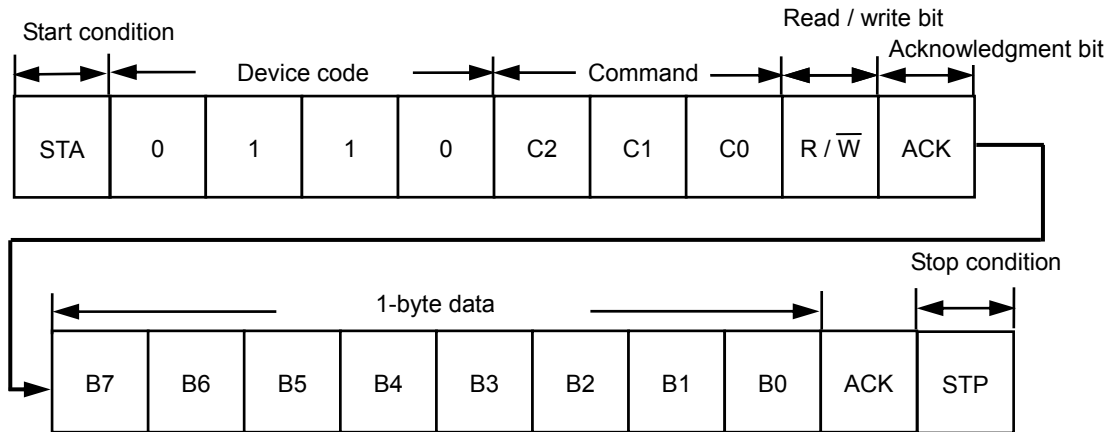 Read / write bit
Start condition
Acknowledgment bit
Device code
Command
STA 0 1 1 0 C2 C1 C0 R / W̅ ACK
Stop condition
1-byte data
B7 B6 B5 B4 B3 B2 B1 B0 ACK STP